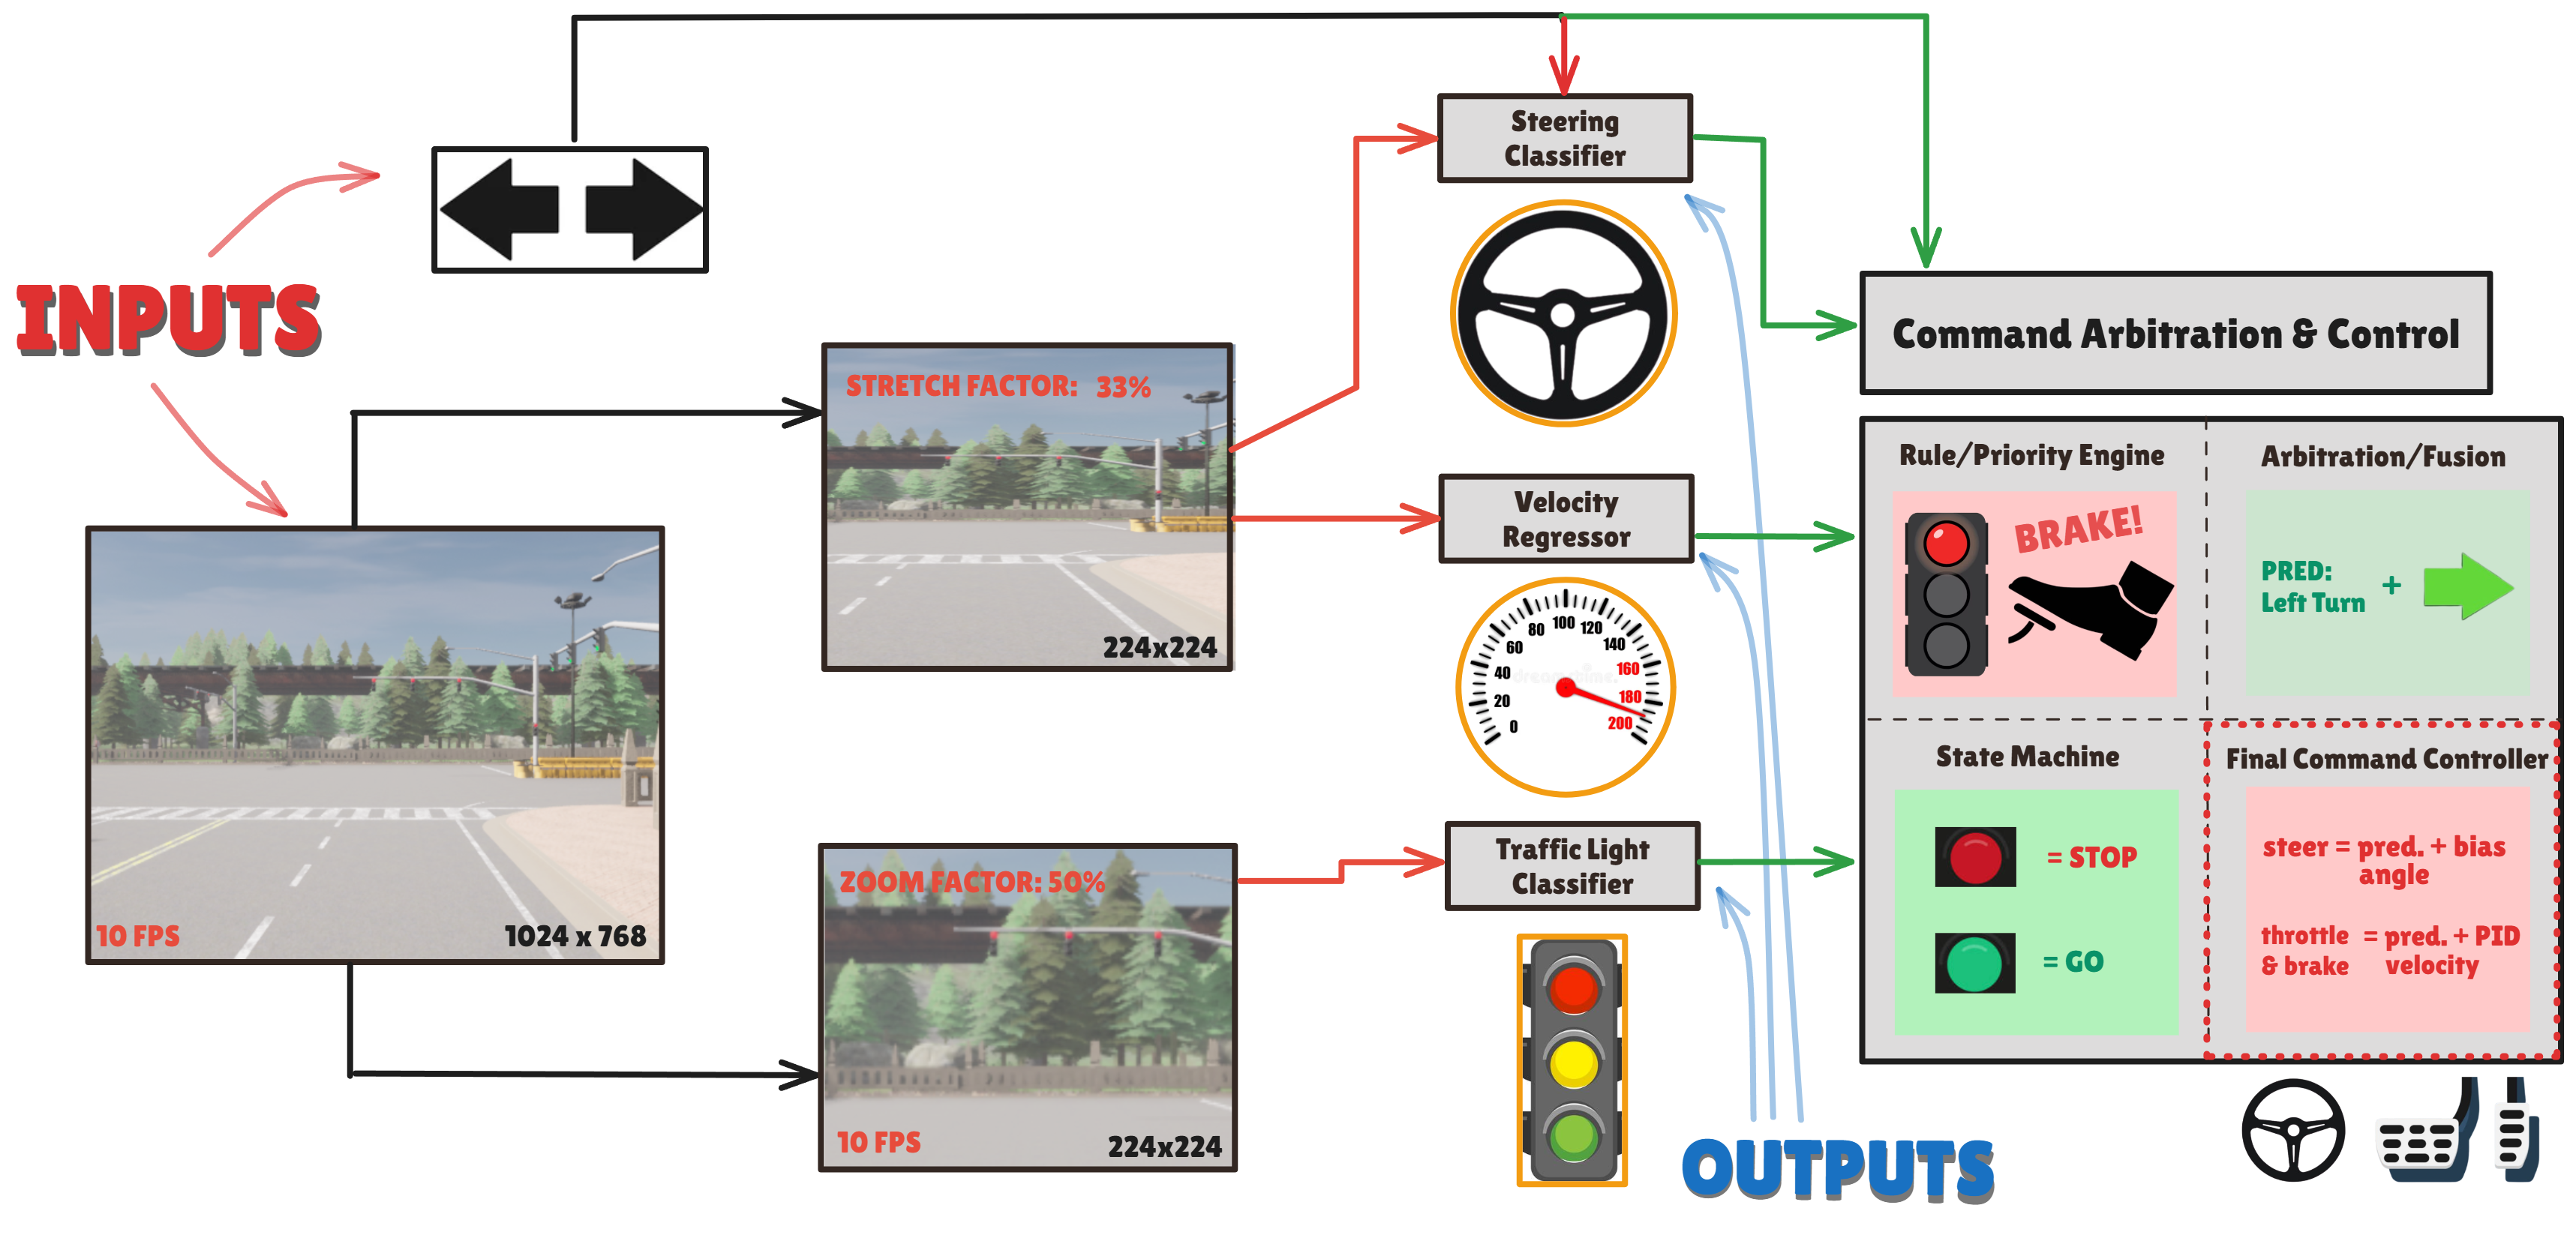 INPUTS
10 FPS
1024 x 768
STRETCH FACTOR: 33%
224x224
ZOOM FACTOR: 50%
10 FPS
224x224
Steering
Classifier
Velocity
Regressor
0
20
40
60
80
100
120
140
160
180
200
dreamstime.
Traffic Light
Classifier
OUTPUTS
Command Arbitration & Control
Rule/Priority Engine
BRAKE!
Arbitration/Fusion
PRED:
Left Turn
+
State Machine
= STOP
= GO
Final Command Controller
steer = pred. + bias
angle
throttle = pred. + PID
& brake velocity